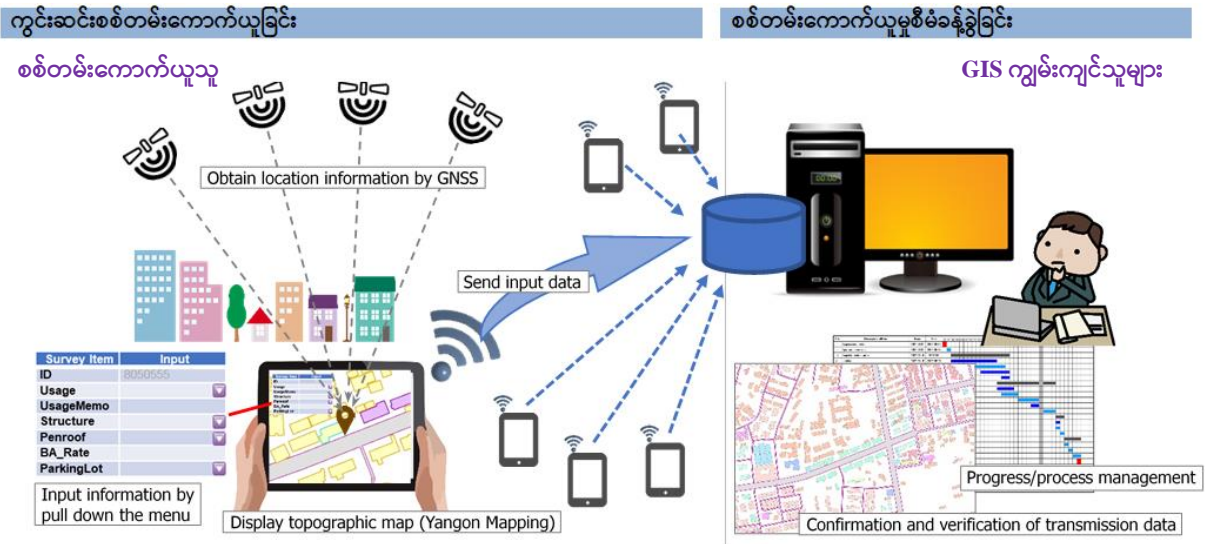 ကွင်းဆင်းစစ်တမ်းကောက်ယူခြင်း
စစ်တမ်းကောက်ယူသူ
Obtain location information by GNSS
Send input data
Survey Item Input
ID 8050555
Usage
UsageMemo
Structure
Penroof
BA_Rate
ParkingLot
Input information by
pull down the menu
Display topographic map (Yangon Mapping)
စစ်တမ်းကောက်ယူမှုစီမံခန့်ခွဲခြင်း
GIS ကျွမ်းကျင်သူများ
Progress/process management
Confirmation and verification of transmission data